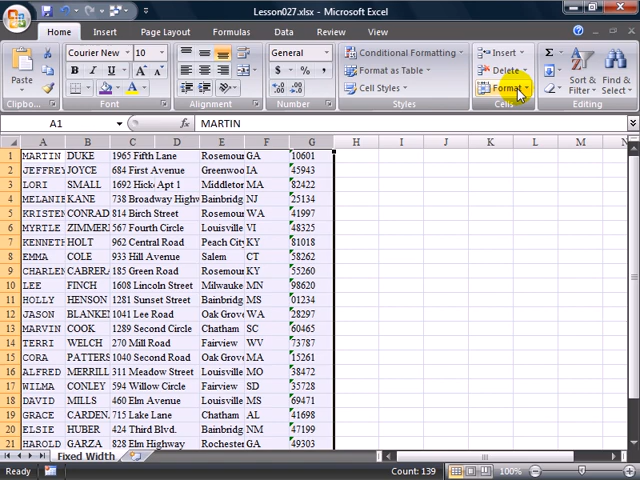 Lesson027.xlsx - Microsoft Excel
Home Insert Page Layout Formulas Data Review View
Paste Courier New 10 General Conditional Formatting Insert Σ
B I U A A $ % , Format as Table Delete Sort & Filter Find & Select
Cell Styles Format
Clipboa... Font Alignment Number Styles Cells Editing
A1 fx MARTIN
A B C D E F G H I J K L M N
1 MARTIN DUKE 1965 Fifth Lane Rosemou GA 10601
2 JEFFREY JOYCE 684 First Avenue Greenwoo IA 45943
3 LORI SMALL 1692 Hick Apt 1 Middletor MA 82422
4 MELANIE KANE 738 Broadway Highw Bainbridg NJ 25134
5 KRISTEN CONRAD 814 Birch Street Rosemou WA 41997
6 MYRTLE ZIMMER 567 Fourth Circle Louisville VI 48325
7 KENNETH HOLT 962 Central Road Peach City KY 81018
8 EMMA COLE 933 Hill Avenue Salem CT 58262
9 CHARLEN CABRERA 185 Green Road Chatham KY 55260
10 LEE FINCH 1608 Lincoln Street Milwauke MN 98620
11 HOLLY HENSON 1281 Sunset Street Bainbridg MS 01234
12 JASON BLANKEN 1041 Lee Road Oak Grov WA 28297
13 MARVIN COOK 1289 Second Circle Chatham SC 60465
14 TERRI WELCH 270 Mill Road Fairview WV 73787
15 CORA PATTERS 1040 Second Road Oak Grov MA 15261
16 ALFRED MERRILL 311 Meadow Street Louisville MO 38472
17 WILMA CONLEY 594 Willow Circle Fairview SD 35728
18 DAVID MILLS 460 Elm Avenue Louisville MS 69471
19 GRACE CARDEN 715 Lake Lane Chatham AL 41698
20 ELSIE HUBER 424 Third Blvd. Bainbridg NM 47199
21 HAROLD GARZA 828 Elm Highway Rochester GA 49303
Fixed Width
Ready Count: 139 100%